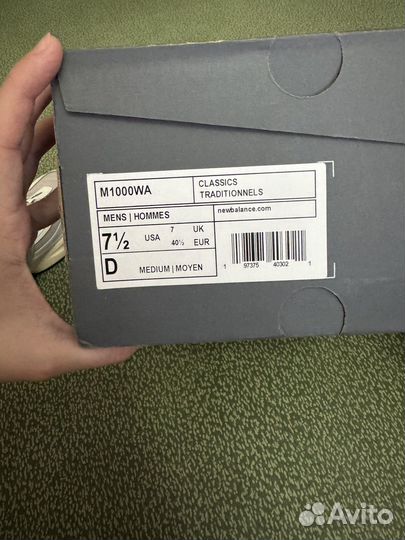 M1000WA
CLASSICS
TRADITIONNELS
MENS | HOMMES
newbalance.com
7½ USA 7 UK
40½ EUR
D MEDIUM | MOYEN
1 97375 40302 1
Avito